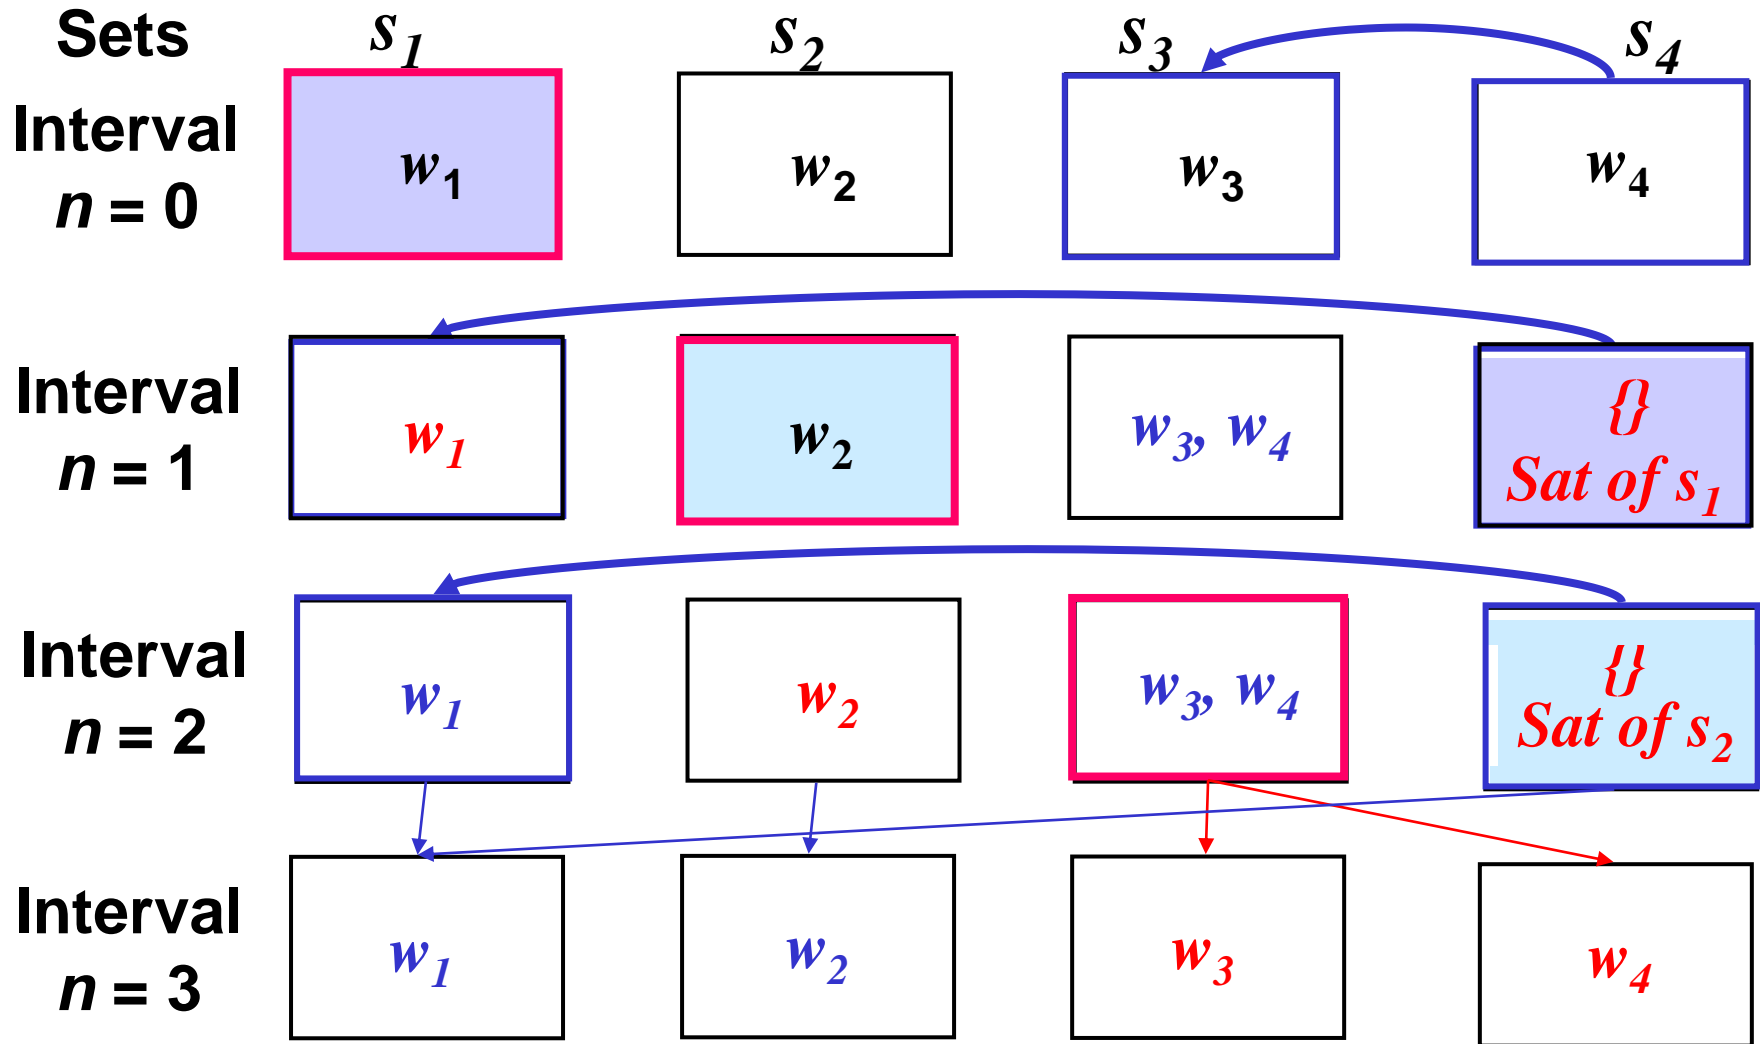 Sets s₁ s₂ s₃ s₄
Interval
n = 0
w₁ w₂ w₃ w₄
Interval
n = 1
w₁ w₂ w₃, w₄ {}
Sat of s₁
Interval
n = 2
w₁ w₂ w₃, w₄ {}
Sat of s₂
Interval
n = 3
w₁ w₂ w₃ w₄